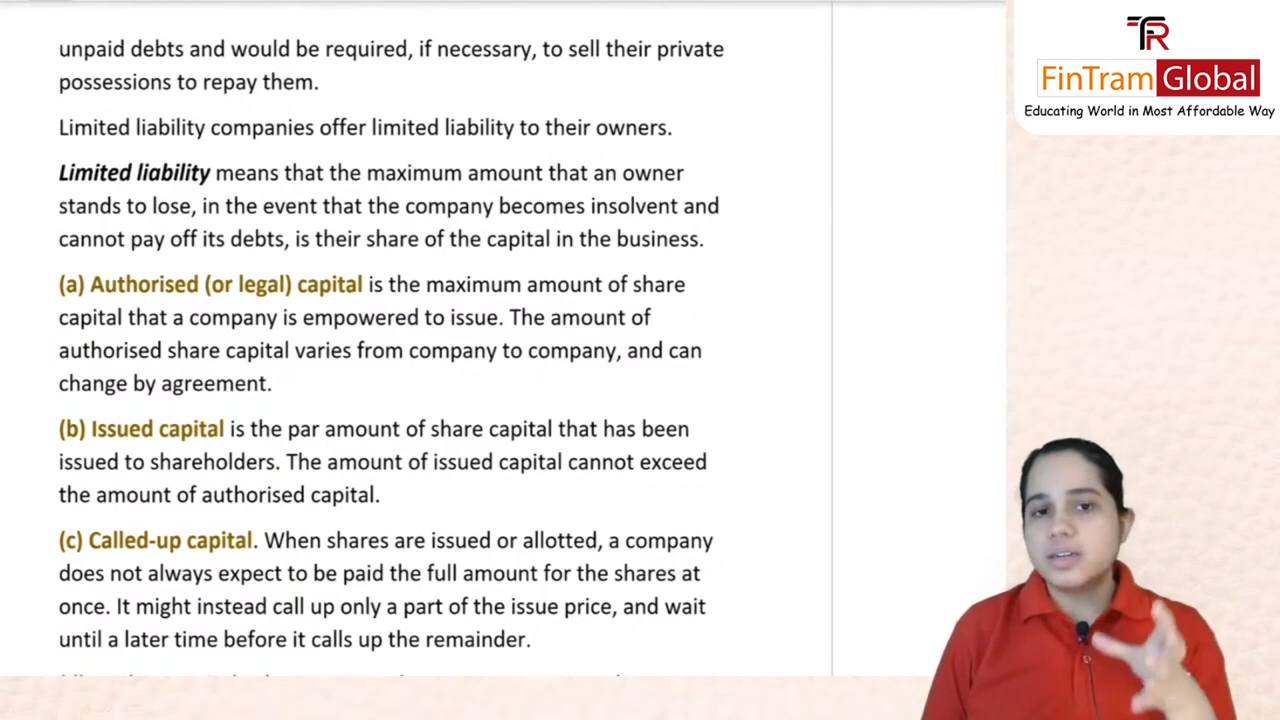 unpaid debts and would be required, if necessary, to sell their private
possessions to repay them.
Limited liability companies offer limited liability to their owners.
Limited liability means that the maximum amount that an owner
stands to lose, in the event that the company becomes insolvent and
cannot pay off its debts, is their share of the capital in the business.
(a) Authorised (or legal) capital is the maximum amount of share
capital that a company is empowered to issue. The amount of
authorised share capital varies from company to company, and can
change by agreement.
(b) Issued capital is the par amount of share capital that has been
issued to shareholders. The amount of issued capital cannot exceed
the amount of authorised capital.
(c) Called-up capital. When shares are issued or allotted, a company
does not always expect to be paid the full amount for the shares at
once. It might instead call up only a part of the issue price, and wait
until a later time before it calls up the remainder.
FinTram Global
Educating World in Most Affordable Way